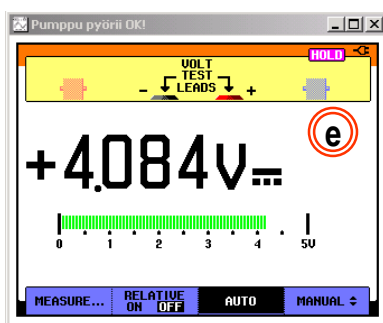 Pumppu pyörii OK!
HOLD
VOLT
TEST
- LEADS +
e
+4.084V
0 1 2 3 4 5V
MEASURE... RELATIVE ON OFF AUTO MANUAL